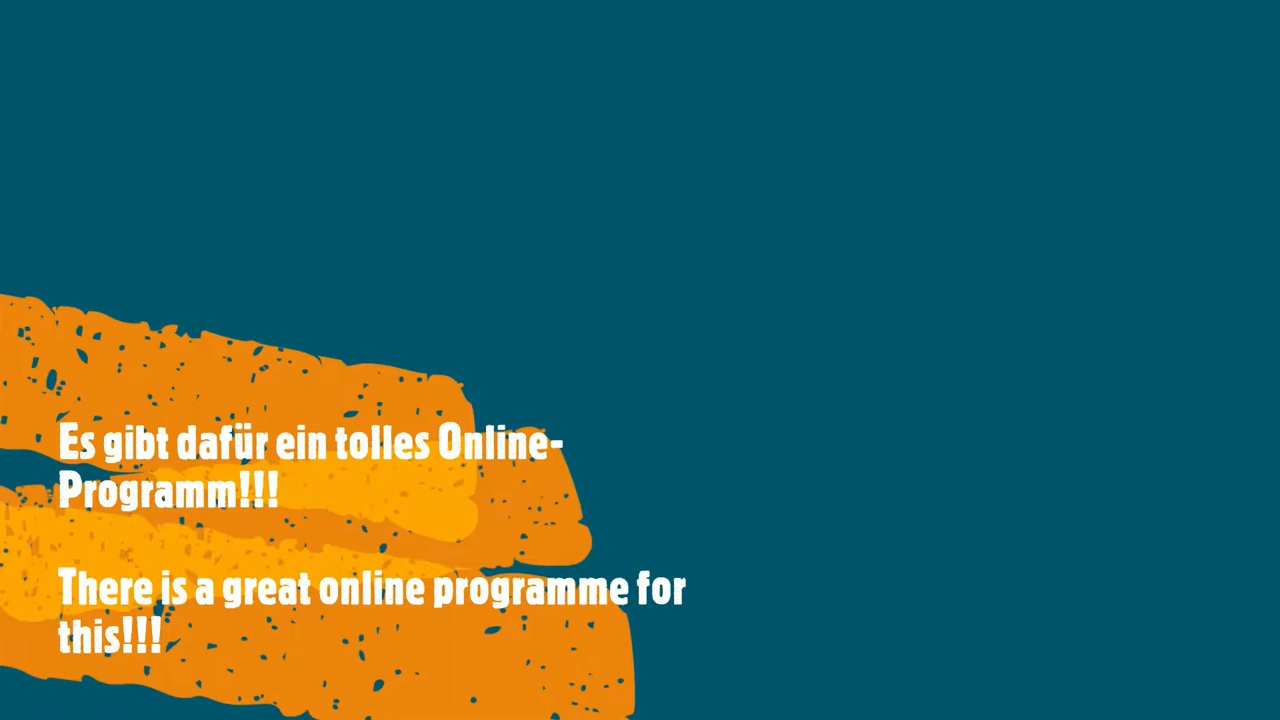 Es gibt dafür ein tolles Online-
Programm!!!
There is a great online programme for
this!!!